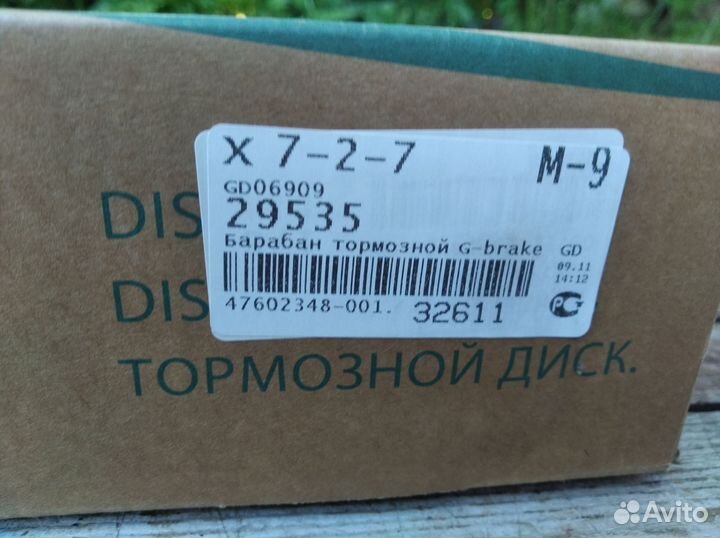 X 7-2-7 M-9
GD06909
29535
Барабан тормозной G-brake GD
09.11
14:12
47602348-001. 32611
РСТ
DIS
DIS
ТОРМОЗНОЙ ДИСК.
Avito